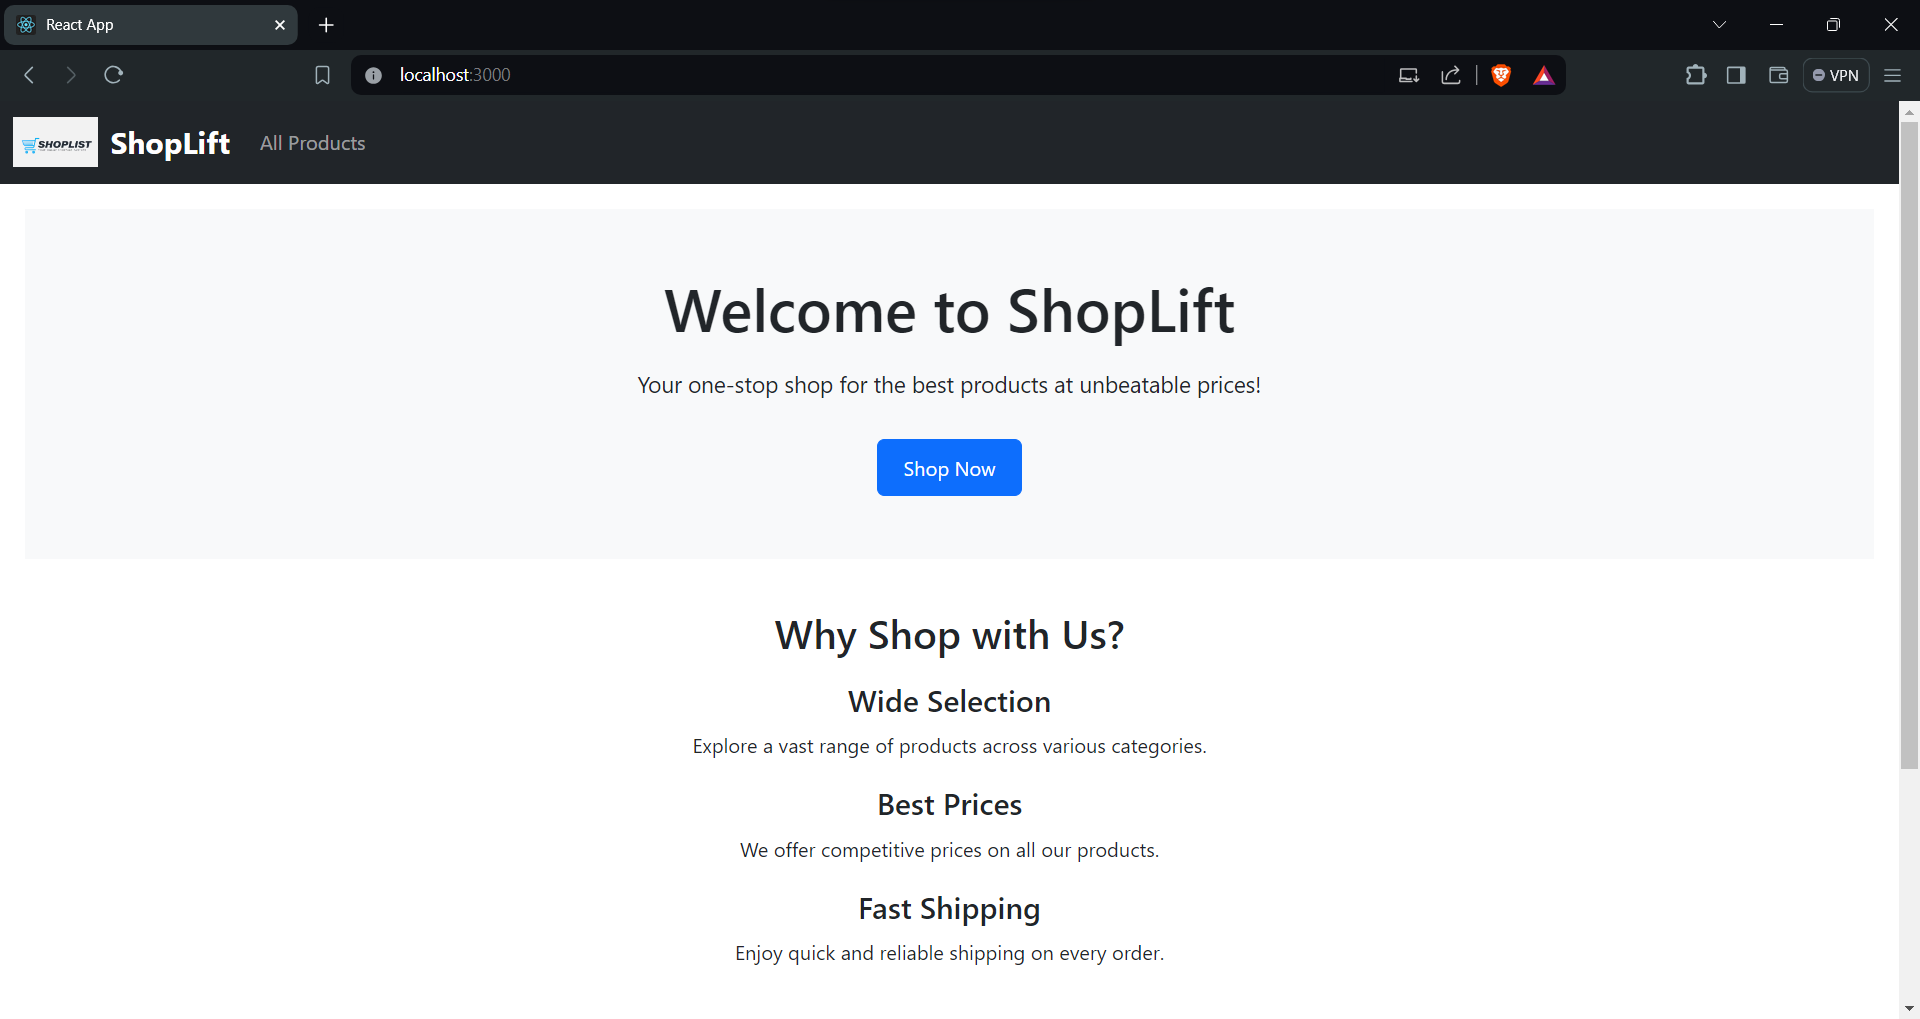 React App
localhost:3000
VPN
SHOPLIST
ShopLift
All Products
Welcome to ShopLift
Your one-stop shop for the best products at unbeatable prices!
Shop Now
Why Shop with Us?
Wide Selection
Explore a vast range of products across various categories.
Best Prices
We offer competitive prices on all our products.
Fast Shipping
Enjoy quick and reliable shipping on every order.